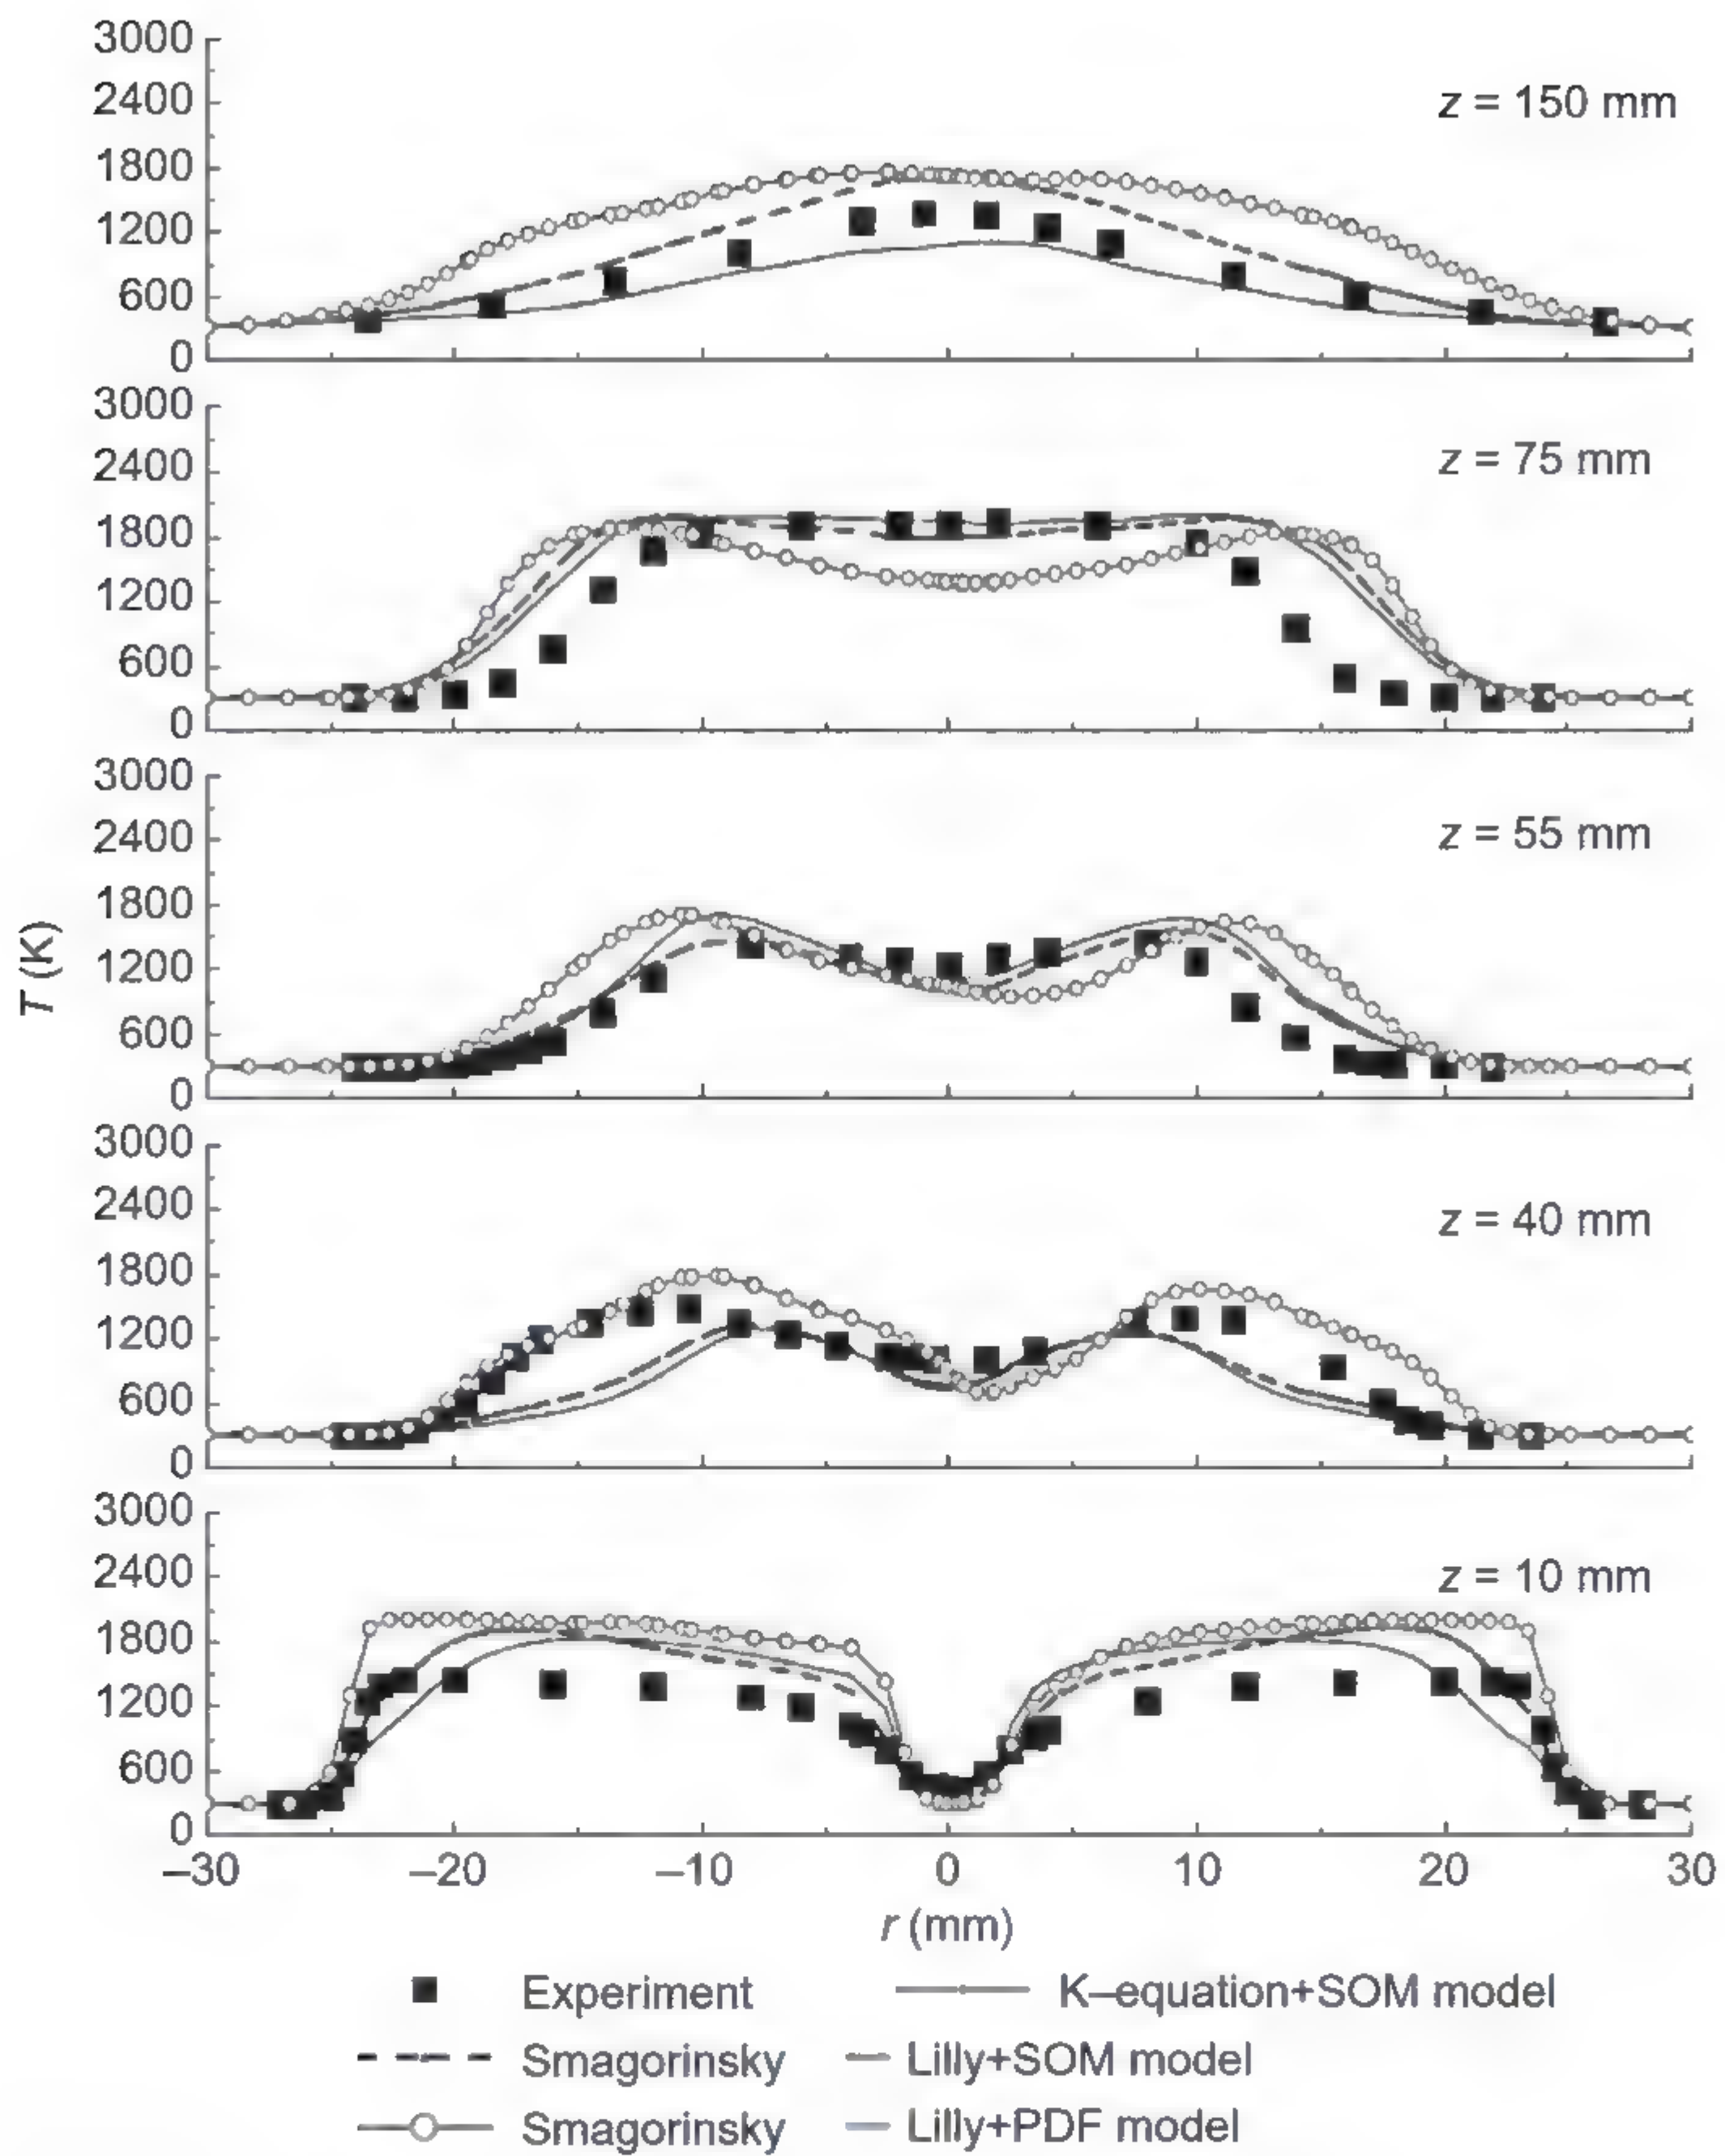 3000
2400
1800
1200
600
0
z = 150 mm
3000
2400
1800
1200
600
0
z = 75 mm
3000
2400
1800
1200
600
0
z = 55 mm
T (K)
3000
2400
1800
1200
600
0
z = 40 mm
3000
2400
1800
1200
600
0
z = 10 mm
–30 –20 –10 0 10 20 30
r (mm)
Experiment K–equation+SOM model
Smagorinsky Lilly+SOM model
Smagorinsky Lilly+PDF model